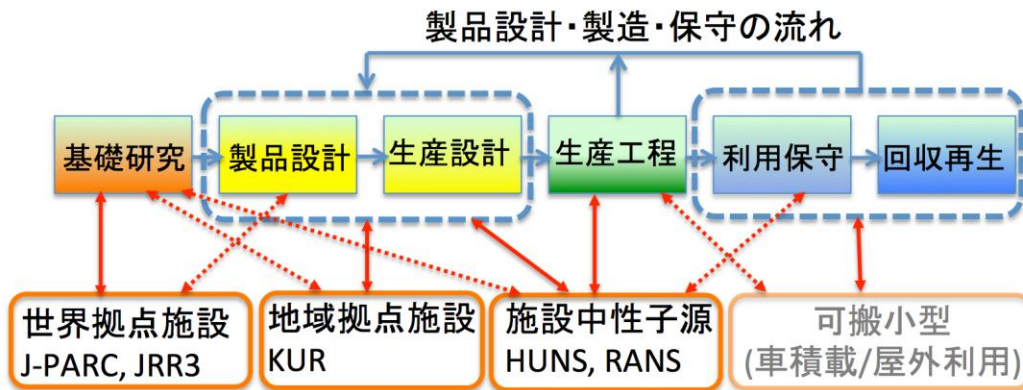 製品設計・製造・保守の流れ
基礎研究
製品設計
生産設計
生産工程
利用保守
回収再生
世界拠点施設
J-PARC, JRR3
地域拠点施設
KUR
施設中性子源
HUNS, RANS
可搬小型
(車積載/屋外利用)